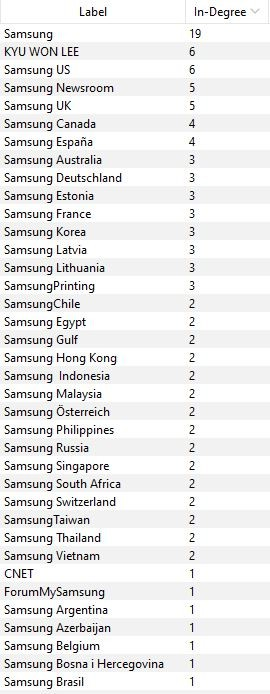 Label In-Degree
Samsung 19
KYU WON LEE 6
Samsung US 6
Samsung Newsroom 5
Samsung UK 5
Samsung Canada 4
Samsung España 4
Samsung Australia 3
Samsung Deutschland 3
Samsung Estonia 3
Samsung France 3
Samsung Korea 3
Samsung Latvia 3
Samsung Lithuania 3
SamsungPrinting 3
SamsungChile 2
Samsung Egypt 2
Samsung Gulf 2
Samsung Hong Kong 2
Samsung  Indonesia 2
Samsung Malaysia 2
Samsung Österreich 2
Samsung Philippines 2
Samsung Russia 2
Samsung Singapore 2
Samsung South Africa 2
Samsung Switzerland 2
SamsungTaiwan 2
Samsung Thailand 2
Samsung Vietnam 2
CNET 1
ForumMySamsung 1
Samsung Argentina 1
Samsung Azerbaijan 1
Samsung Belgium 1
Samsung Bosna i Hercegovina 1
Samsung Brasil 1